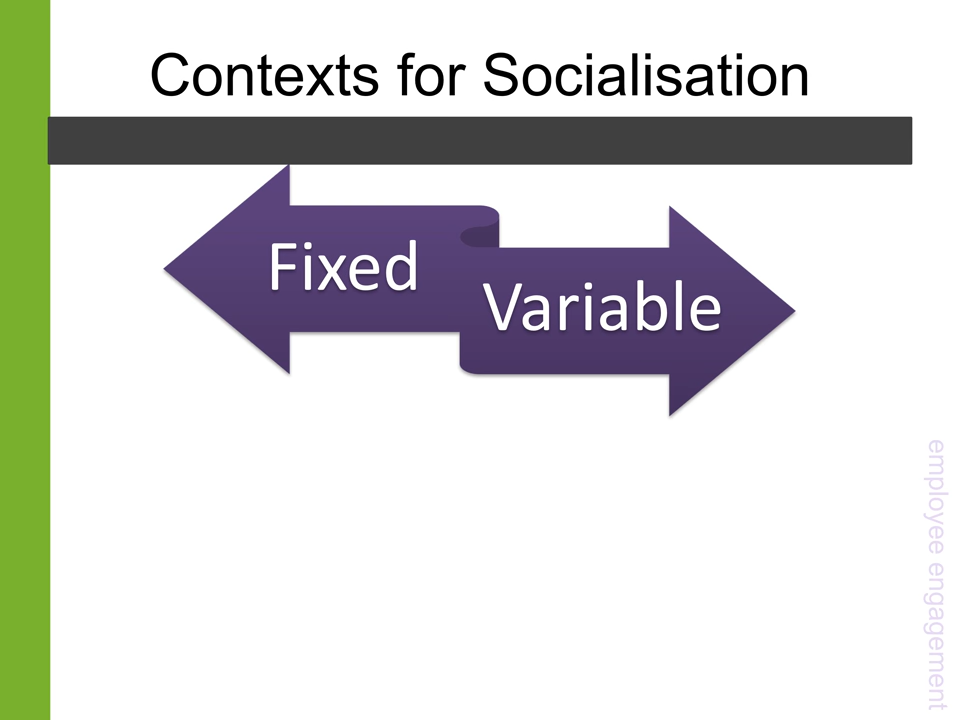 Contexts for Socialisation
Fixed
Variable
employee engagement